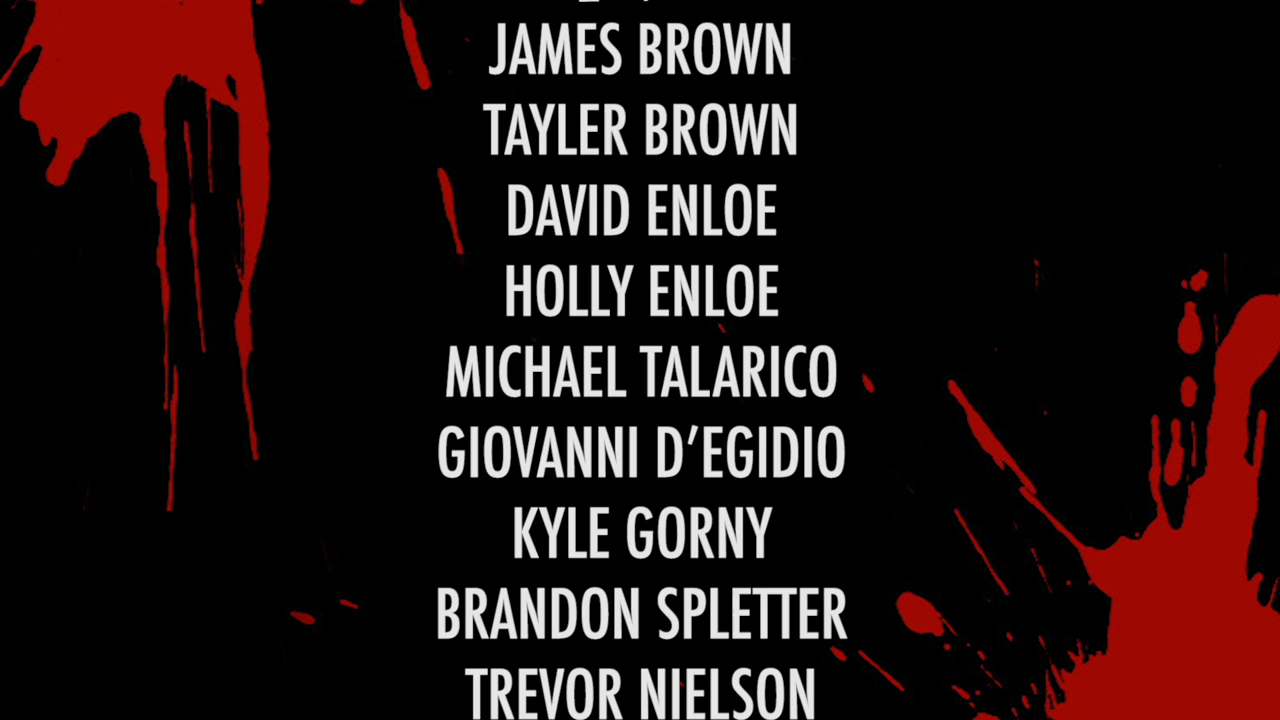 JAMES BROWN
TAYLER BROWN
DAVID ENLOE
HOLLY ENLOE
MICHAEL TALARICO
GIOVANNI D’EGIDIO
KYLE GORNY
BRANDON SPLETTER
TREVOR NIELSON